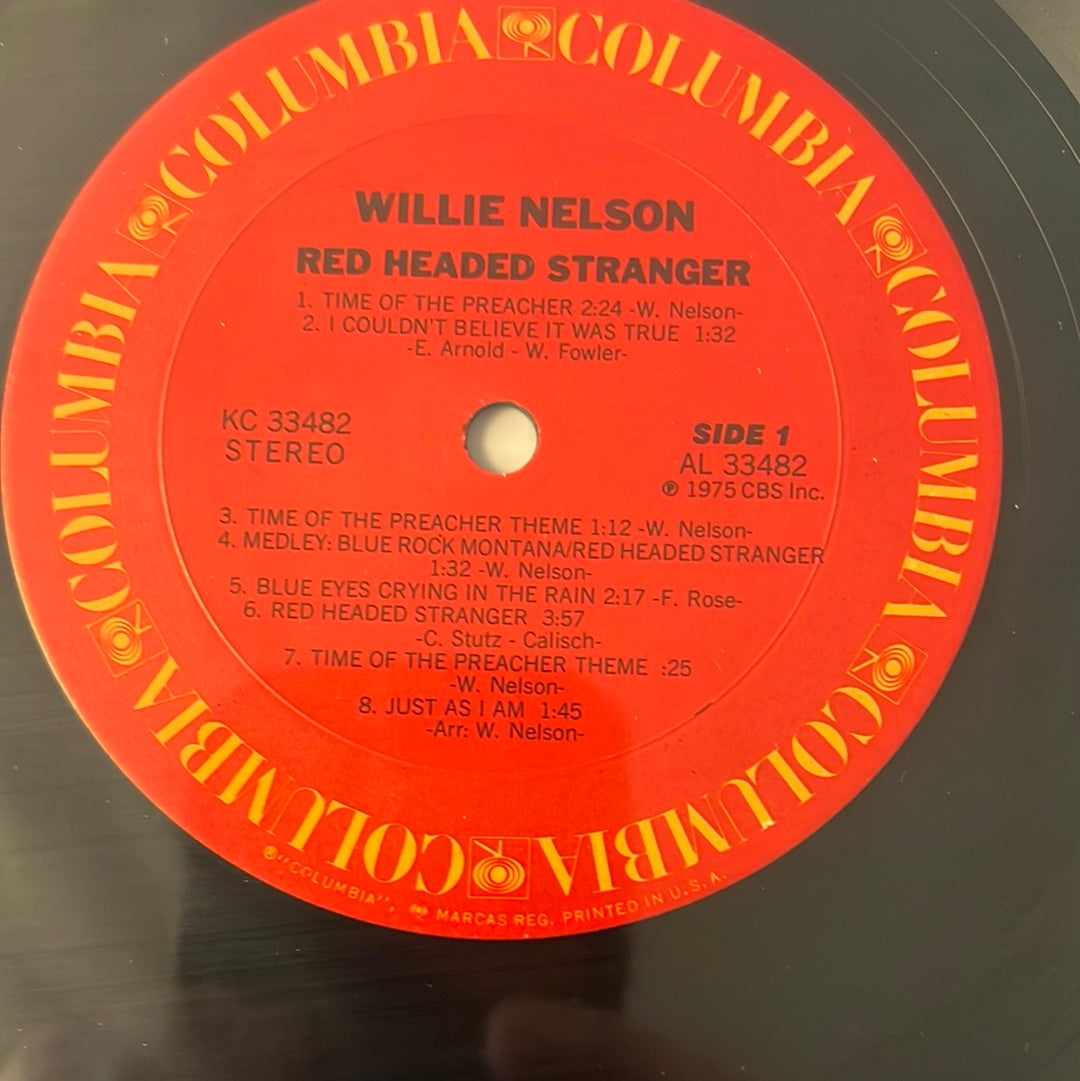 COLUMBIA COLUMBIA COLUMBIA COLUMBIA COLUMBIA COLUMBIA
WILLIE NELSON
RED HEADED STRANGER
1. TIME OF THE PREACHER 2:24 -W. Nelson-
2. I COULDN'T BELIEVE IT WAS TRUE 1:32
-E. Arnold - W. Fowler-
KC 33482
STEREO
SIDE 1
AL 33482
℗ 1975 CBS Inc.
3. TIME OF THE PREACHER THEME 1:12 -W. Nelson-
4. MEDLEY: BLUE ROCK MONTANA/RED HEADED STRANGER
1:32 -W. Nelson-
5. BLUE EYES CRYING IN THE RAIN 2:17 -F. Rose-
6. RED HEADED STRANGER 3:57
-C. Stutz - Calisch-
7. TIME OF THE PREACHER THEME :25
-W. Nelson-
8. JUST AS I AM 1:45
-Arr: W. Nelson-
® "COLUMBIA", MARCAS REG. PRINTED IN U.S.A.